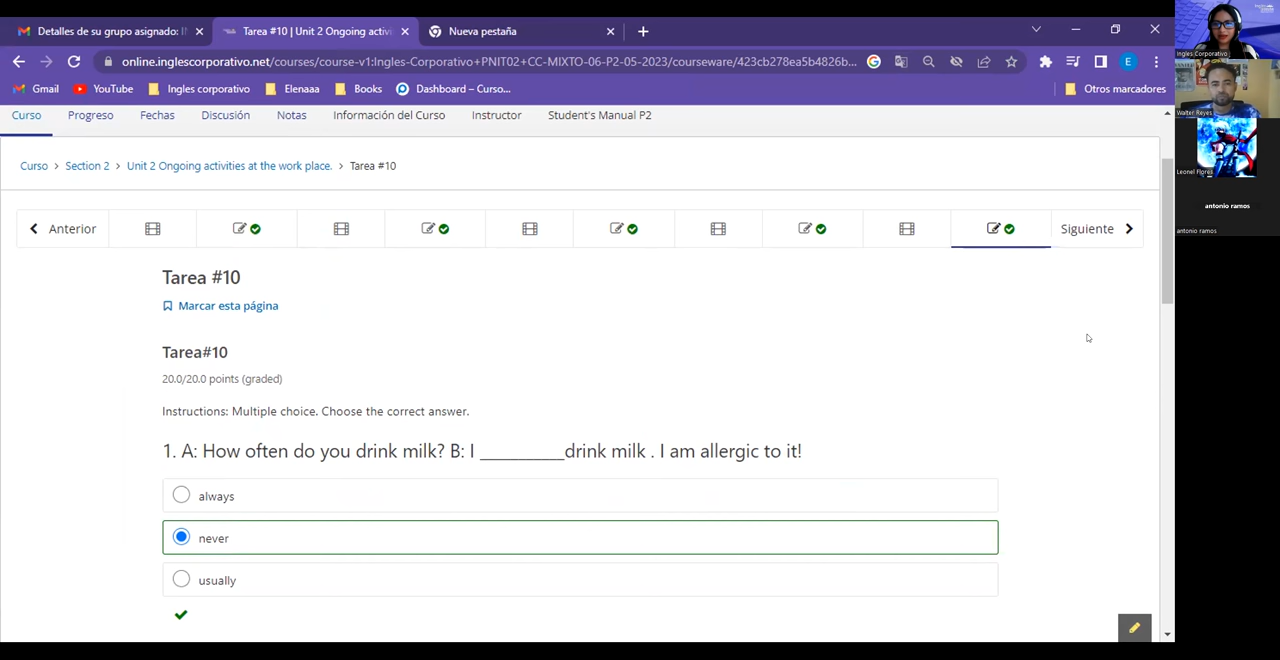 Detalles de su grupo asignado: I
Tarea #10 | Unit 2 Ongoing activi
Nueva pestaña
online.inglescorporativo.net/courses/course-v1:Ingles-Corporativo+PNIT02+CC-MIXTO-06-P2-05-2023/courseware/423cb278ea5b4826b...
E
Gmail
YouTube
Ingles corporativo
Elenaaa
Books
Dashboard – Curso...
Otros marcadores
Curso
Progreso
Fechas
Discusión
Notas
Información del Curso
Instructor
Student's Manual P2
Curso > Section 2 > Unit 2 Ongoing activities at the work place. > Tarea #10
Anterior
Siguiente
Tarea #10
Marcar esta página
Tarea#10
20.0/20.0 points (graded)
Instructions: Multiple choice. Choose the correct answer.
1. A: How often do you drink milk? B: I __________drink milk . I am allergic to it!
always
never
usually
Ingles Corporativo
Walter Reyes
Leonel Flores
antonio ramos
antonio ramos